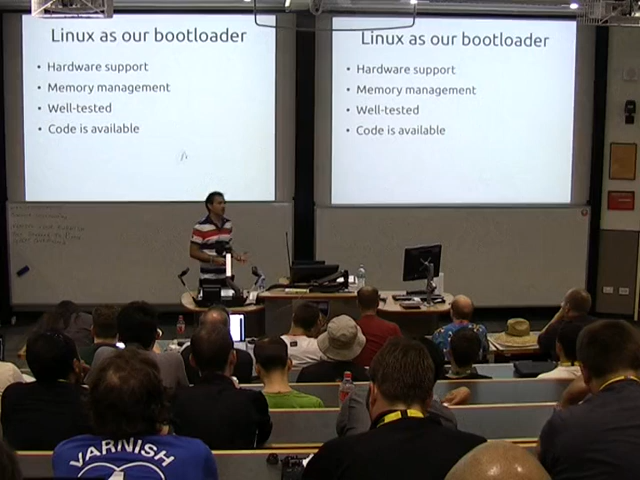 Linux as our bootloader
• Hardware support
• Memory management
• Well-tested
• Code is available
Linux as our bootloader
• Hardware support
• Memory management
• Well-tested
• Code is available
VARNISH